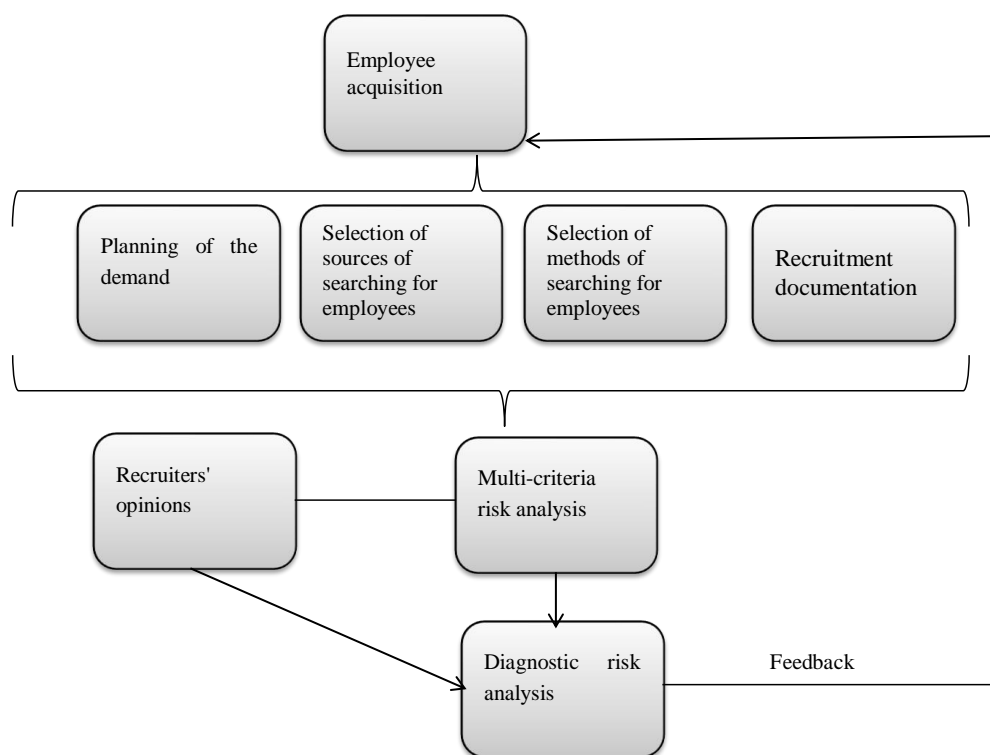 Employee
acquisition
Planning of the
demand
Selection of
sources of
searching for
employees
Selection of
methods of
searching for
employees
Recruitment
documentation
Recruiters'
opinions
Multi-criteria
risk analysis
Diagnostic risk
analysis
Feedback